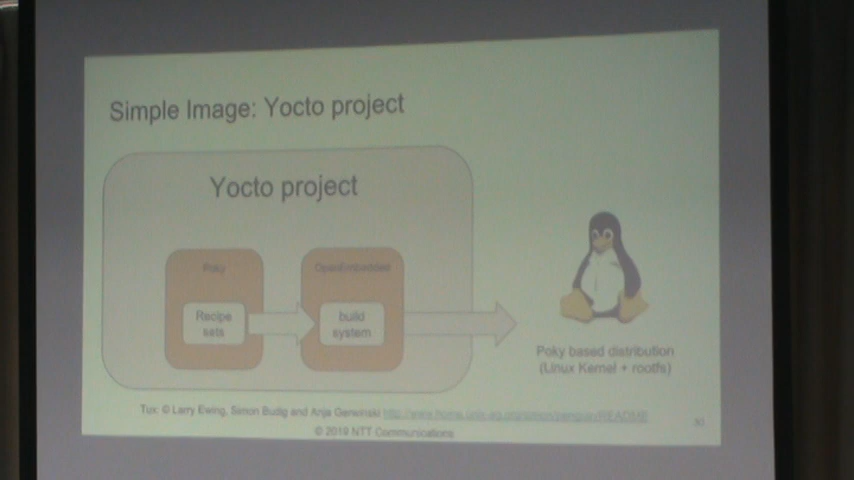 Simple Image: Yocto project
Yocto project
Poky
OpenEmbedded
Recipe
sets
build
system
Poky based distribution
(Linux Kernel + rootfs)
Tux: © Larry Ewing, Simon Budig and Anja Gerwinski
© 2019 NTT Communications